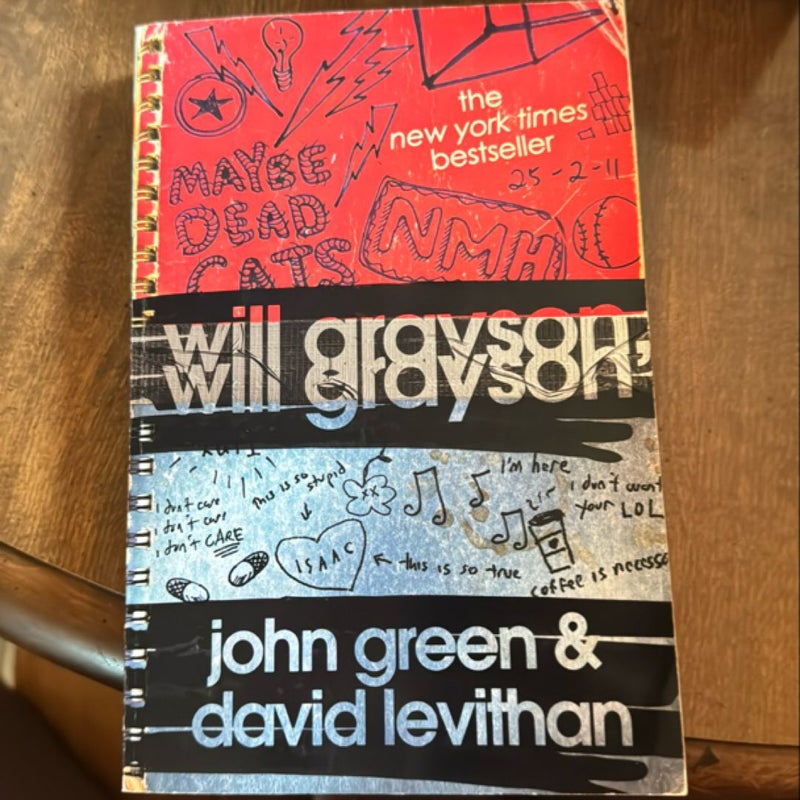 the
new york times
bestseller
25-2-11
MAYBE
DEAD
CATS
NMH
will grayson,
will grayson
I'm here
this is so stupid
i don't care
i don't care
i don't CARE
i don't want
your LOL
ISAAC
this is so true
coffee is
john green &
david levithan